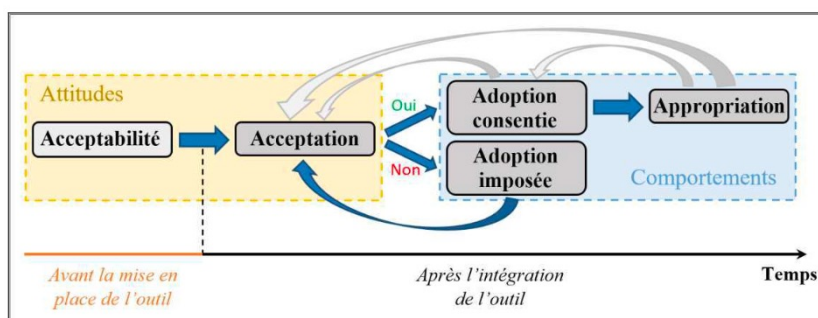 Attitudes
Acceptabilité
Acceptation
Oui
Non
Adoption
consentie
Adoption
imposée
Appropriation
Comportements
Avant la mise en
place de l'outil
Après l'intégration
de l'outil
Temps